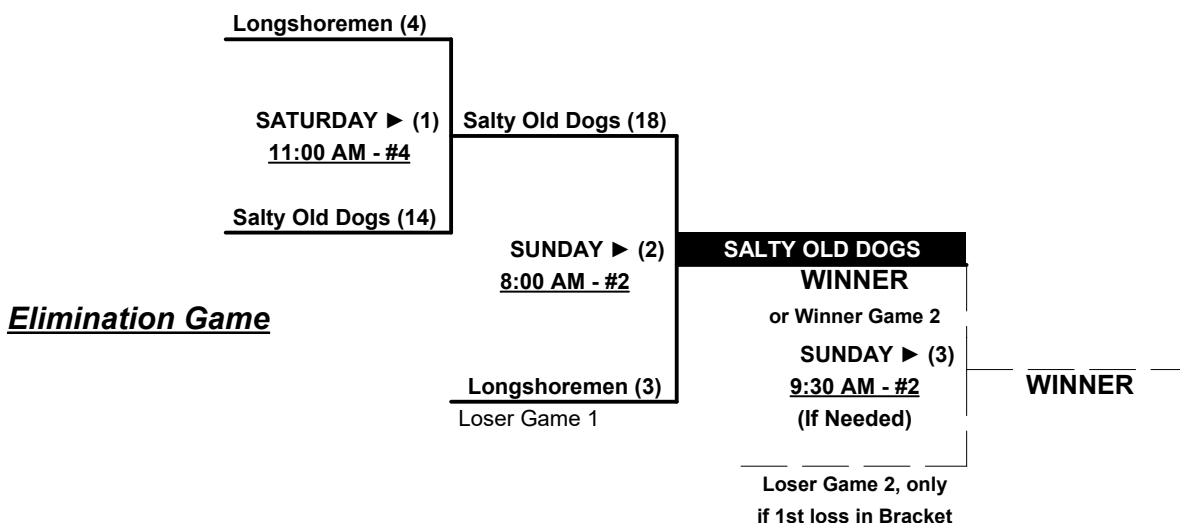 Longshoremen (4)
SATURDAY ► (1)
11:00 AM - #4
Salty Old Dogs (18)
Salty Old Dogs (14)
SUNDAY ► (2)
8:00 AM - #2
SALTY OLD DOGS
WINNER
or Winner Game 2
Elimination Game
SUNDAY ► (3)
9:30 AM - #2
(If Needed)
WINNER
Longshoremen (3)
Loser Game 1
Loser Game 2, only
if 1st loss in Bracket